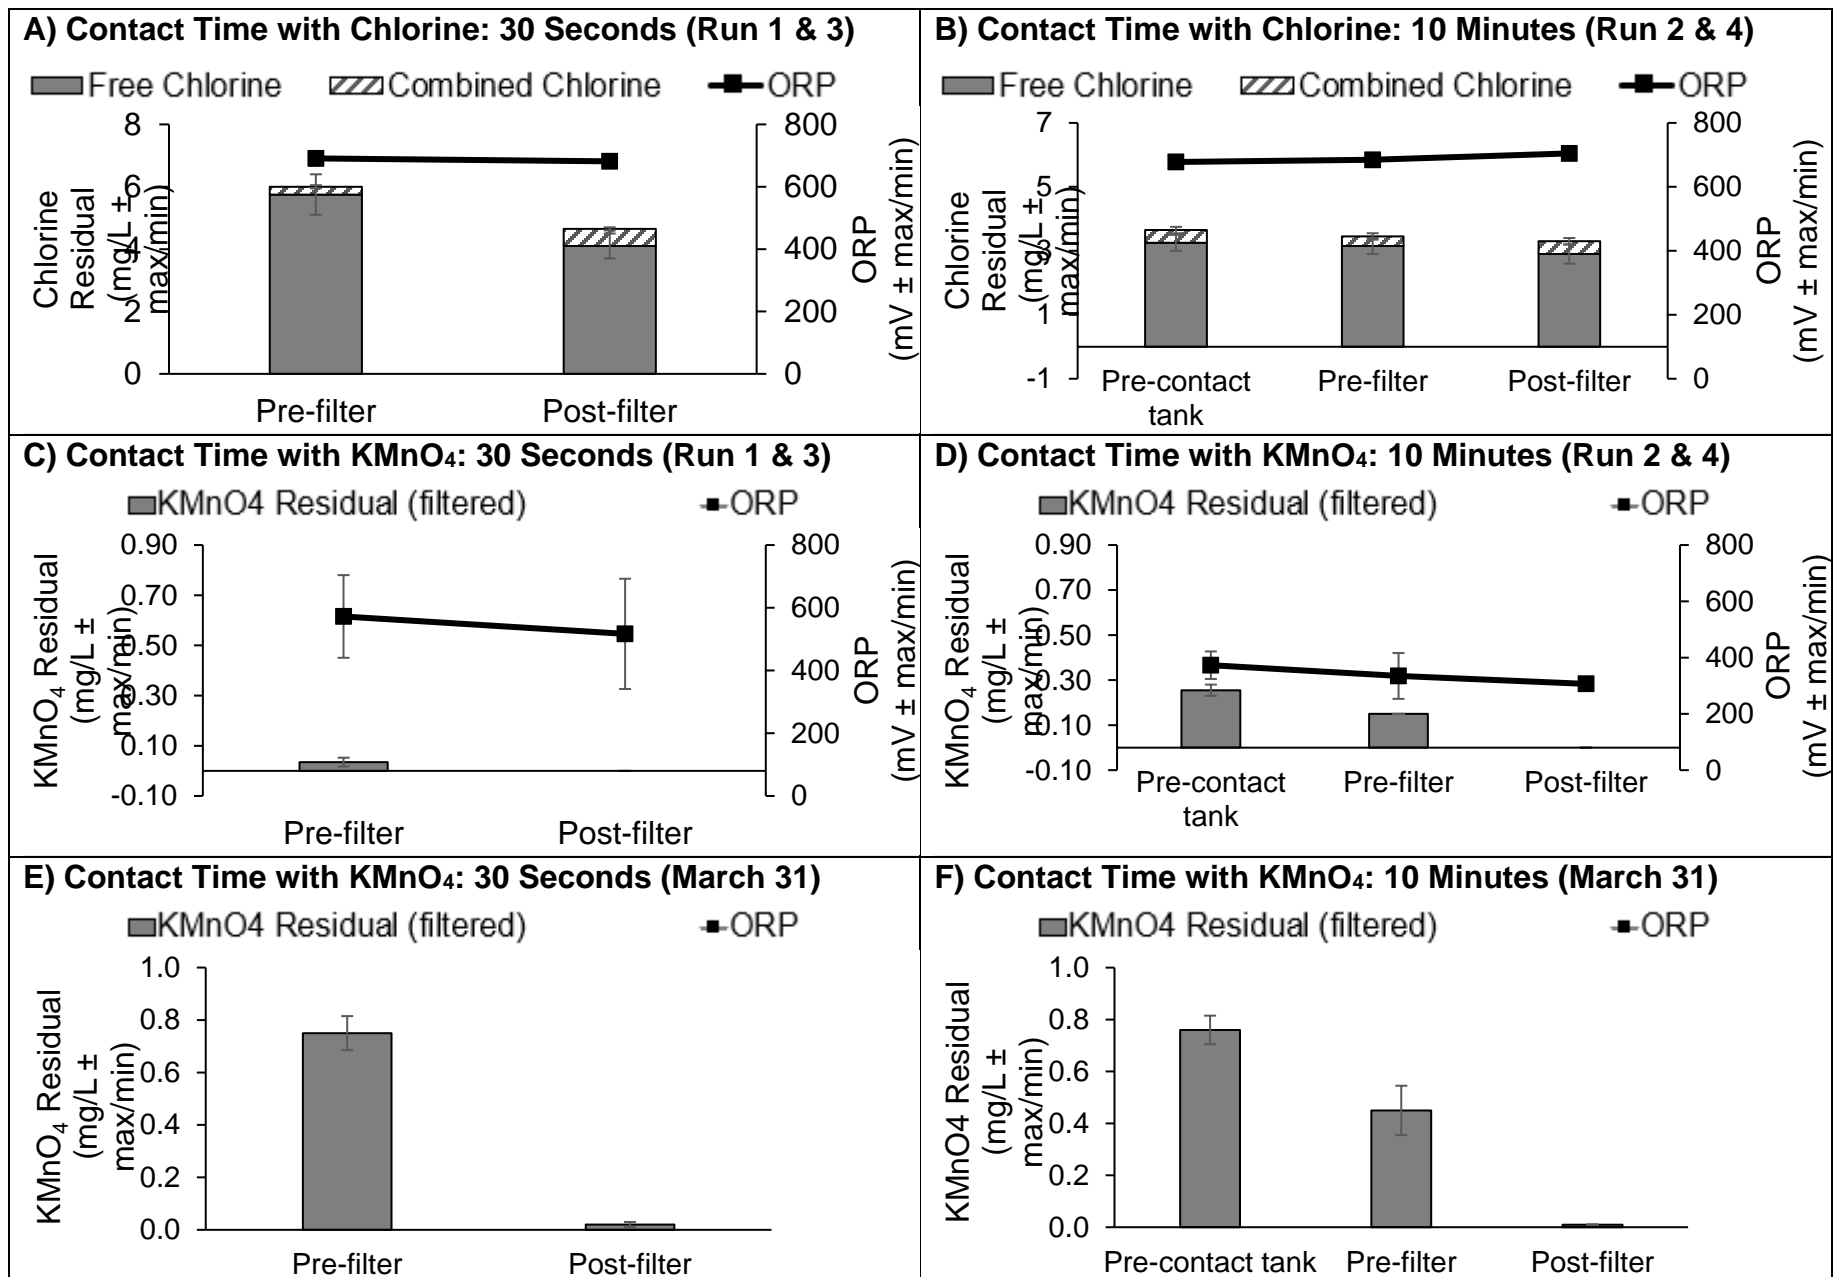 A) Contact Time with Chlorine: 30 Seconds (Run 1 & 3)
Free Chlorine
Combined Chlorine
ORP
Chlorine
Residual
(mg/L ±
max/min)
8
6
4
2
0
800
600
400
200
0
ORP
(mV ± max/min)
Pre-filter
Post-filter
B) Contact Time with Chlorine: 10 Minutes (Run 2 & 4)
Free Chlorine
Combined Chlorine
ORP
Chlorine
Residual
(mg/L ±
max/min)
7
5
3
1
-1
800
600
400
200
0
ORP
(mV ± max/min)
Pre-contact
tank
Pre-filter
Post-filter
C) Contact Time with KMnO₄: 30 Seconds (Run 1 & 3)
KMnO4 Residual (filtered)
ORP
KMnO₄ Residual
(mg/L ±
max/min)
0.90
0.70
0.50
0.30
0.10
-0.10
800
600
400
200
0
ORP
(mV ± max/min)
Pre-filter
Post-filter
D) Contact Time with KMnO₄: 10 Minutes (Run 2 & 4)
KMnO4 Residual (filtered)
ORP
KMnO₄ Residual
(mg/L ±
max/min)
0.90
0.70
0.50
0.30
0.10
-0.10
800
600
400
200
0
ORP
(mV ± max/min)
Pre-contact
tank
Pre-filter
Post-filter
E) Contact Time with KMnO₄: 30 Seconds (March 31)
KMnO4 Residual (filtered)
ORP
KMnO₄ Residual
(mg/L ±
max/min)
1.0
0.8
0.6
0.4
0.2
0.0
Pre-filter
Post-filter
F) Contact Time with KMnO₄: 10 Minutes (March 31)
KMnO4 Residual (filtered)
ORP
KMnO4 Residual
(mg/L ±
max/min)
1.0
0.8
0.6
0.4
0.2
0.0
Pre-contact tank
Pre-filter
Post-filter